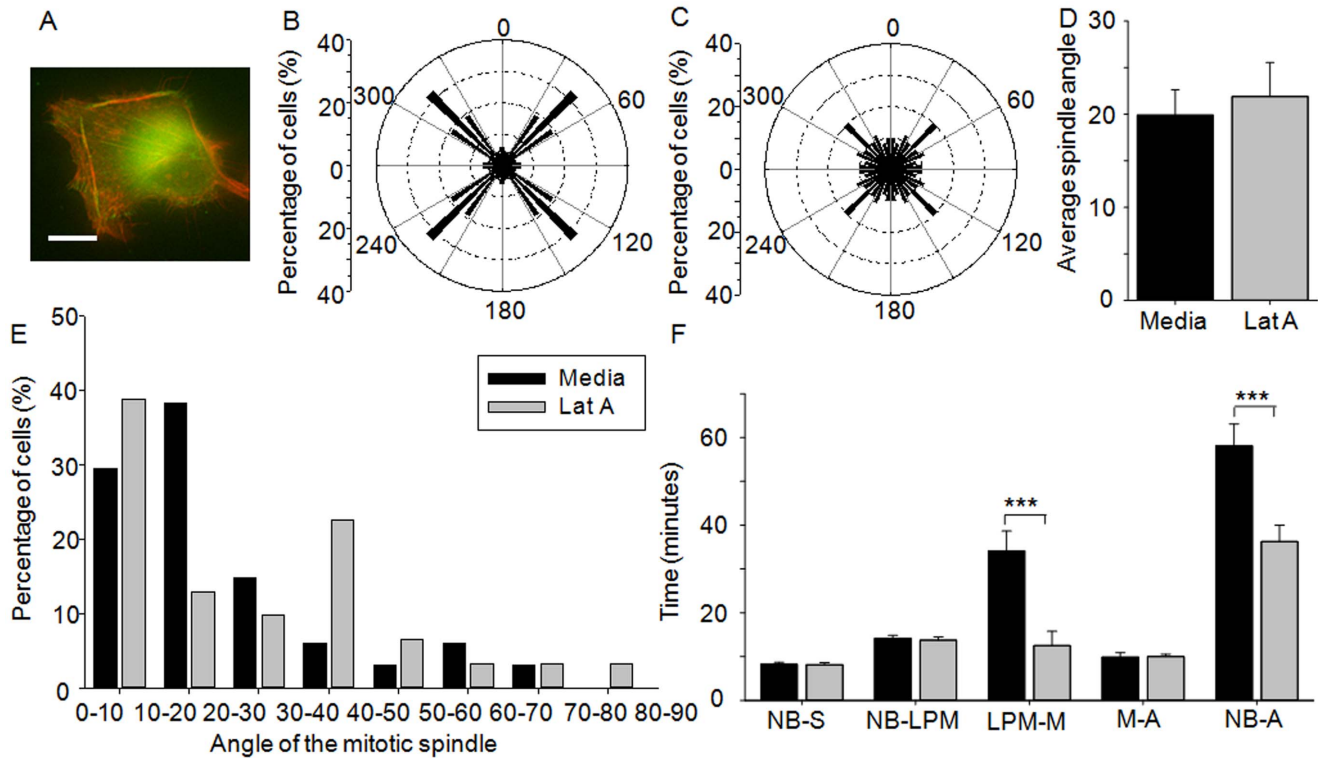 A
B
Percentage of cells (%)
40
20
0
20
40
0
60
120
180
240
300
C
Percentage of cells (%)
40
20
0
20
40
0
60
120
180
240
300
D
Average spindle angle
30
20
10
0
Media
Lat A
E
Percentage of cells (%)
50
40
30
20
10
0
Media
Lat A
0-10 10-20 20-30 30-40 40-50 50-60 60-70 70-80 80-90
Angle of the mitotic spindle
F
Time (minutes)
60
40
20
0
***
***
NB-S NB-LPM LPM-M M-A NB-A